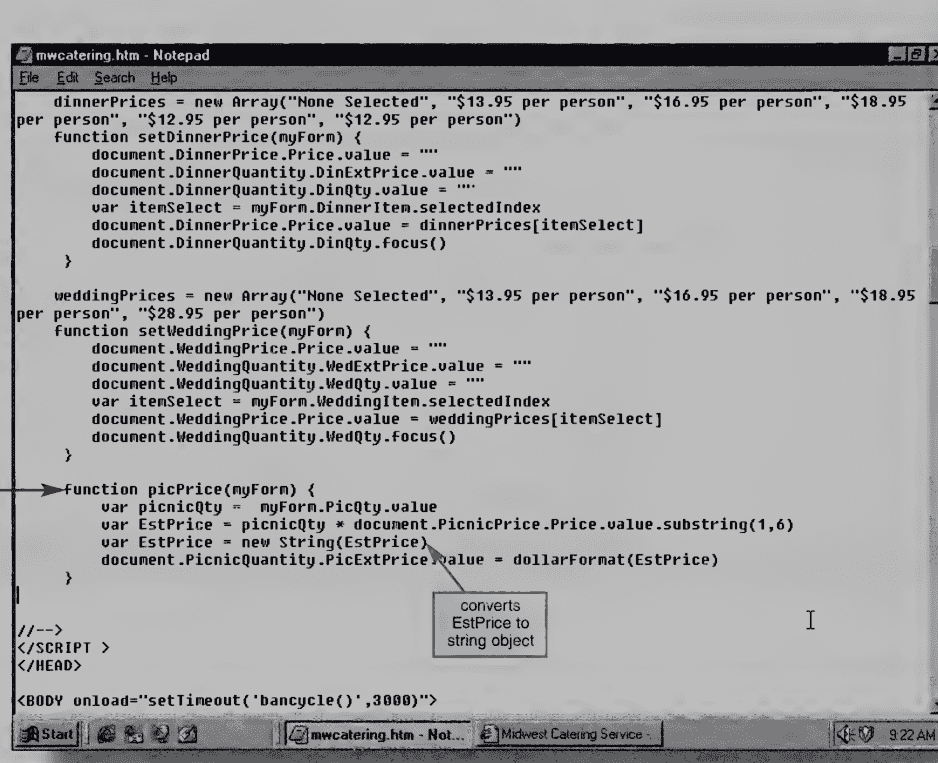 mwcatering.htm - Notepad
File Edit Search Help
dinnerPrices = new Array("None Selected", "$13.95 per person", "$16.95 per person", "$18.95
per person", "$12.95 per person", "$12.95 per person")
function setDinnerPrice(myForm) {
document.DinnerPrice.Price.value = ""
document.DinnerQuantity.DinExtPrice.value = ""
document.DinnerQuantity.DinQty.value = ""
var itemSelect = myForm.DinnerItem.selectedIndex
document.DinnerPrice.Price.value = dinnerPrices[itemSelect]
document.DinnerQuantity.DinQty.focus()
}
weddingPrices = new Array("None Selected", "$13.95 per person", "$16.95 per person", "$18.95
per person", "$28.95 per person")
function setWeddingPrice(myForm) {
document.WeddingPrice.Price.value = ""
document.WeddingQuantity.WedExtPrice.value = ""
document.WeddingQuantity.WedQty.value = ""
var itemSelect = myForm.WeddingItem.selectedIndex
document.WeddingPrice.Price.value = weddingPrices[itemSelect]
document.WeddingQuantity.WedQty.focus()
}
function picPrice(myForm) {
var picnicQty = myForm.PicQty.value
var EstPrice = picnicQty * document.PicnicPrice.Price.value.substring(1,6)
var EstPrice = new String(EstPrice)
document.PicnicQuantity.PicExtPrice.value = dollarFormat(EstPrice)
}
converts
EstPrice to
string object
//-->
</SCRIPT >
</HEAD>
<BODY onload="setTimeout('bancycle()',3000)">
Start
mwcatering.htm - Not...
Midwest Catering Service -.
9:22 AM